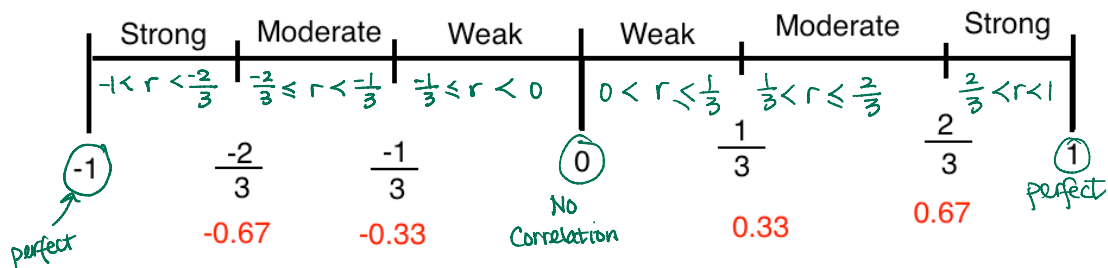 Strong Moderate Weak Weak Moderate Strong
-1 < r < -2/3 -2/3 ≤ r < -1/3 -1/3 ≤ r < 0 0 < r ≤ 1/3 1/3 < r ≤ 2/3 2/3 < r < 1
-1 -2/3 -1/3 0 1/3 2/3 1
perfect -0.67 -0.33 No 0.33 0.67 perfect
Correlation